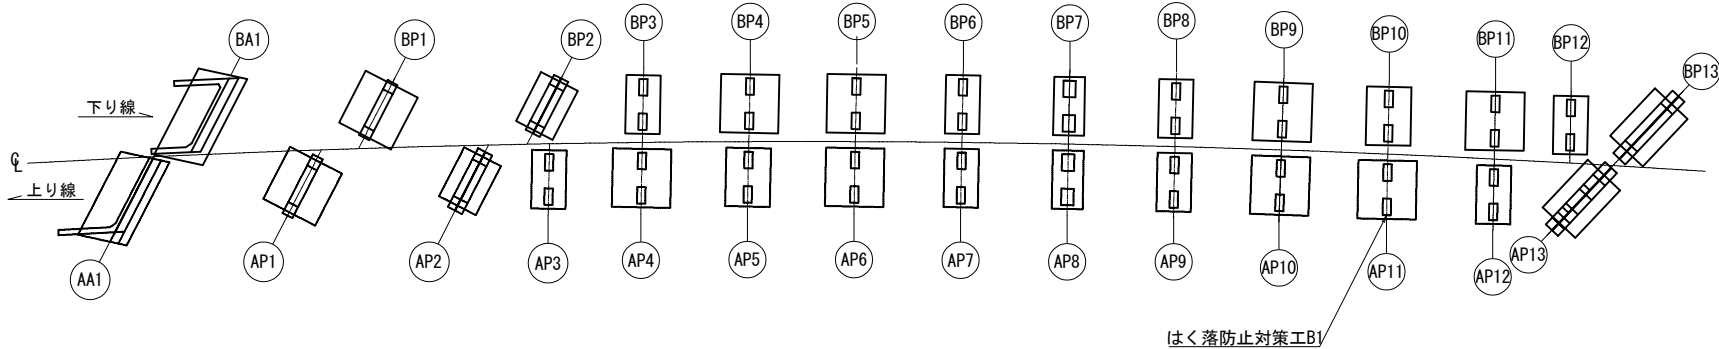 BA1
BP1
BP2
BP3
BP4
BP5
BP6
BP7
BP8
BP9
BP10
BP11
BP12
BP13
下り線
℄
上り線
AA1
AP1
AP2
AP3
AP4
AP5
AP6
AP7
AP8
AP9
AP10
AP11
AP12
AP13
はく落防止対策工B1